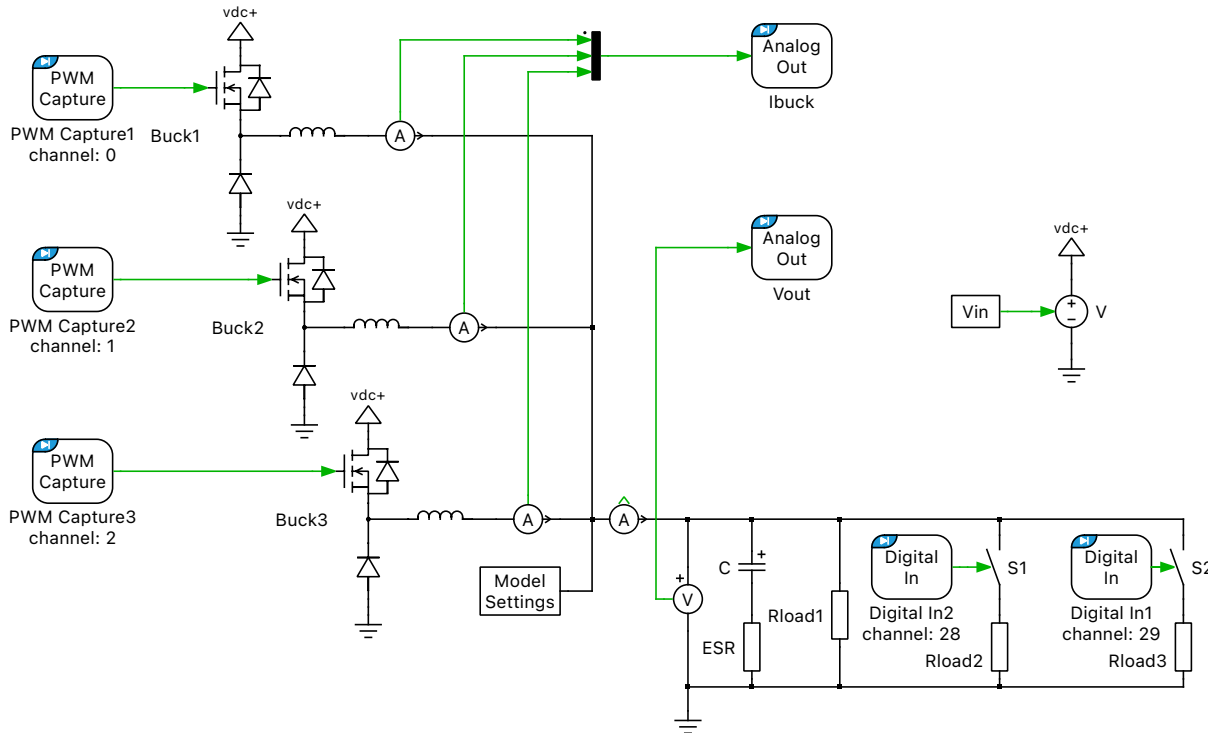 vdc+
PWM
Capture
PWM Capture1
channel: 0
Buck1
A
Analog
Out
Ibuck
vdc+
PWM
Capture
PWM Capture2
channel: 1
Buck2
A
Analog
Out
Vout
vdc+
Vin
+
−
V
vdc+
PWM
Capture
PWM Capture3
channel: 2
Buck3
A
A
Model
Settings
+
V
C
+
ESR
Rload1
Digital
In
Digital In2
channel: 28
S1
Rload2
Digital
In
Digital In1
channel: 29
S2
Rload3